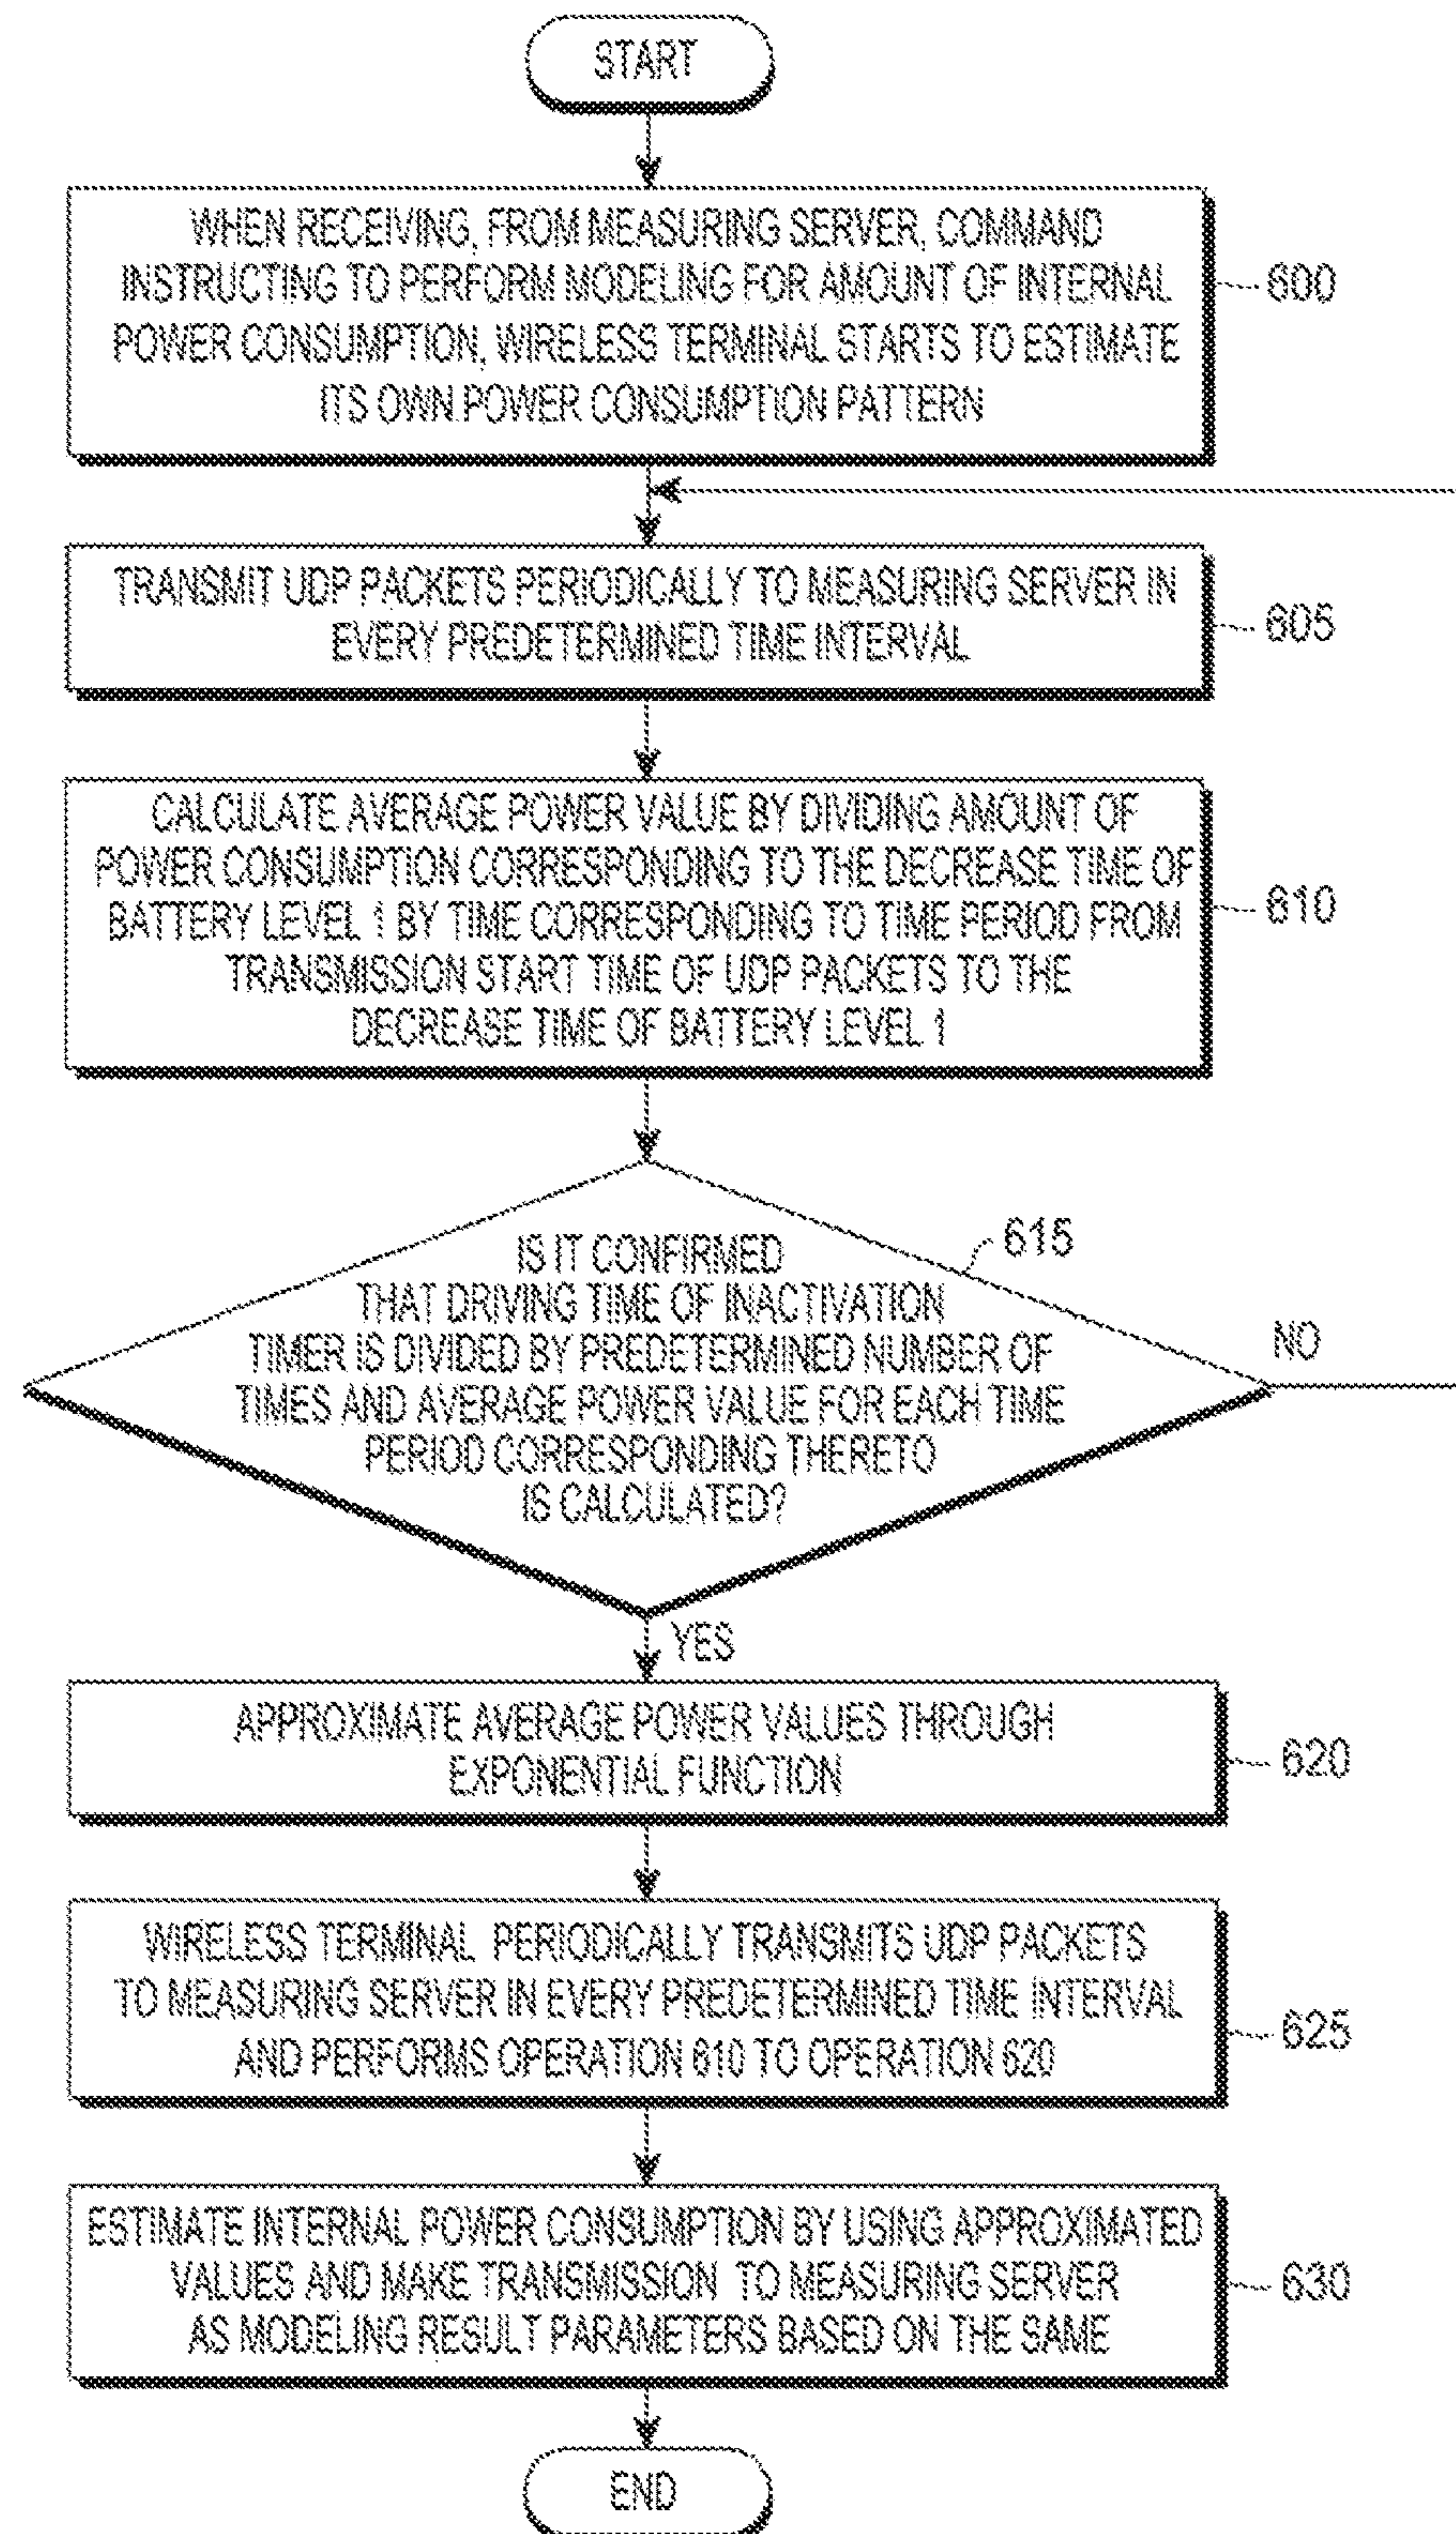 START
WHEN RECEIVING, FROM MEASURING SERVER, COMMAND
INSTRUCTING TO PERFORM MODELING FOR AMOUNT OF INTERNAL
POWER CONSUMPTION, WIRELESS TERMINAL STARTS TO ESTIMATE
ITS OWN POWER CONSUMPTION PATTERN
600
TRANSMIT UDP PACKETS PERIODICALLY TO MEASURING SERVER IN
EVERY PREDETERMINED TIME INTERVAL
605
CALCULATE AVERAGE POWER VALUE BY DIVIDING AMOUNT OF
POWER CONSUMPTION CORRESPONDING TO THE DECREASE TIME OF
BATTERY LEVEL 1 BY TIME CORRESPONDING TO TIME PERIOD FROM
TRANSMISSION START TIME OF UDP PACKETS TO THE
DECREASE TIME OF BATTERY LEVEL 1
610
615
IS IT CONFIRMED
THAT DRIVING TIME OF INACTIVATION
TIMER IS DIVIDED BY PREDETERMINED NUMBER OF
TIMES AND AVERAGE POWER VALUE FOR EACH TIME
PERIOD CORRESPONDING THERETO
IS CALCULATED?
NO
YES
APPROXIMATE AVERAGE POWER VALUES THROUGH
EXPONENTIAL FUNCTION
620
WIRELESS TERMINAL PERIODICALLY TRANSMITS UDP PACKETS
TO MEASURING SERVER IN EVERY PREDETERMINED TIME INTERVAL
AND PERFORMS OPERATION 610 TO OPERATION 620
625
ESTIMATE INTERNAL POWER CONSUMPTION BY USING APPROXIMATED
VALUES AND MAKE TRANSMISSION TO MEASURING SERVER
AS MODELING RESULT PARAMETERS BASED ON THE SAME
630
END